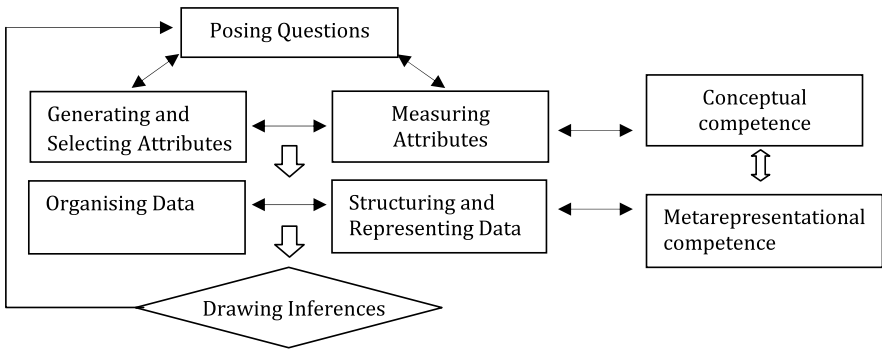 Posing Questions
Generating and
Selecting Attributes
Measuring
Attributes
Conceptual
competence
Organising Data
Structuring and
Representing Data
Metarepresentational
competence
Drawing Inferences